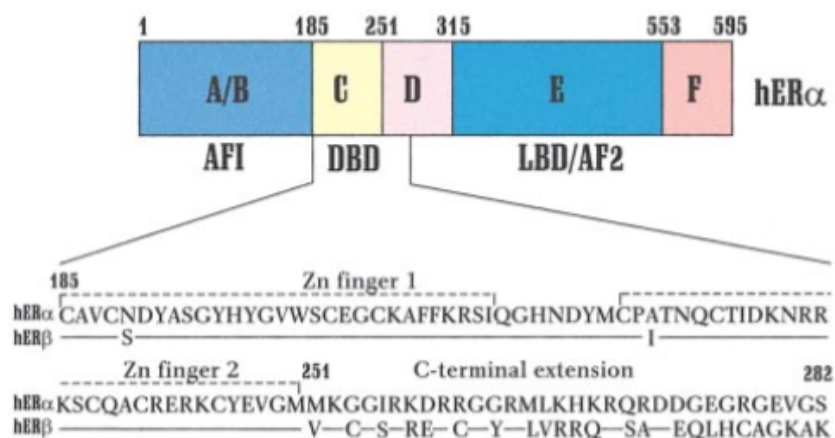 1 185 251 315 553 595
A/B C D E F hERα
AFI DBD LBD/AF2
185 Zn finger 1
hERα CAVCNDYASGYHYGVWSCEGCKAFFKRSIQGHNDYMCPATNQCTIDKNRR
hERβ S I
Zn finger 2 251 C-terminal extension 282
hERα KSCQACRERKCYEVGMMKGGIRKDRRGGRMLKHKRQRDDGEGRGEVGS
hERβ V—C—S—RE—C—Y—LVRRQ—SA—EQLHCAGKAK